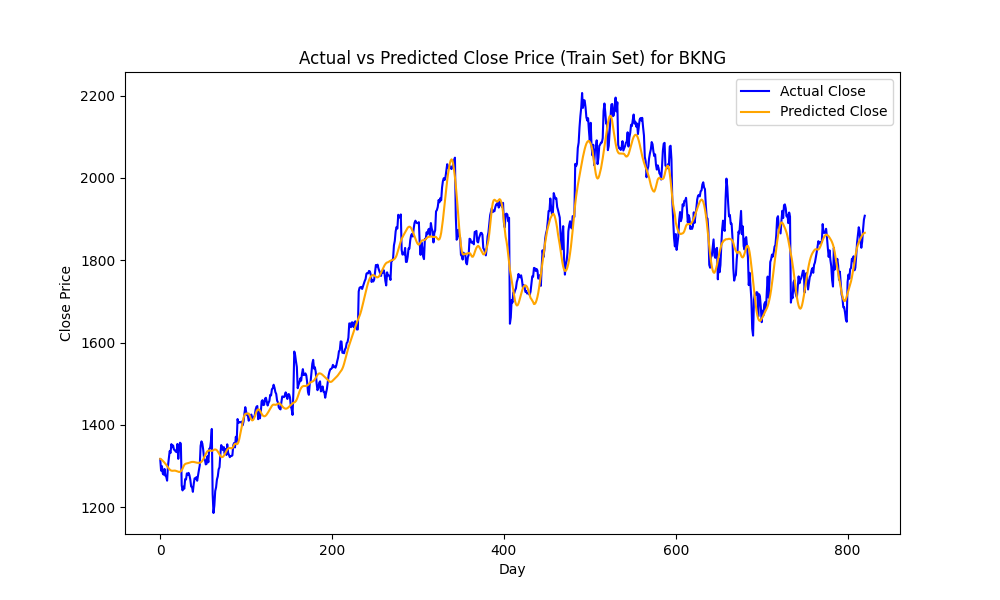 Actual vs Predicted Close Price (Train Set) for BKNG
Actual Close
Predicted Close
2200
2000
1800
1600
1400
1200
Close Price
0
200
400
600
800
Day